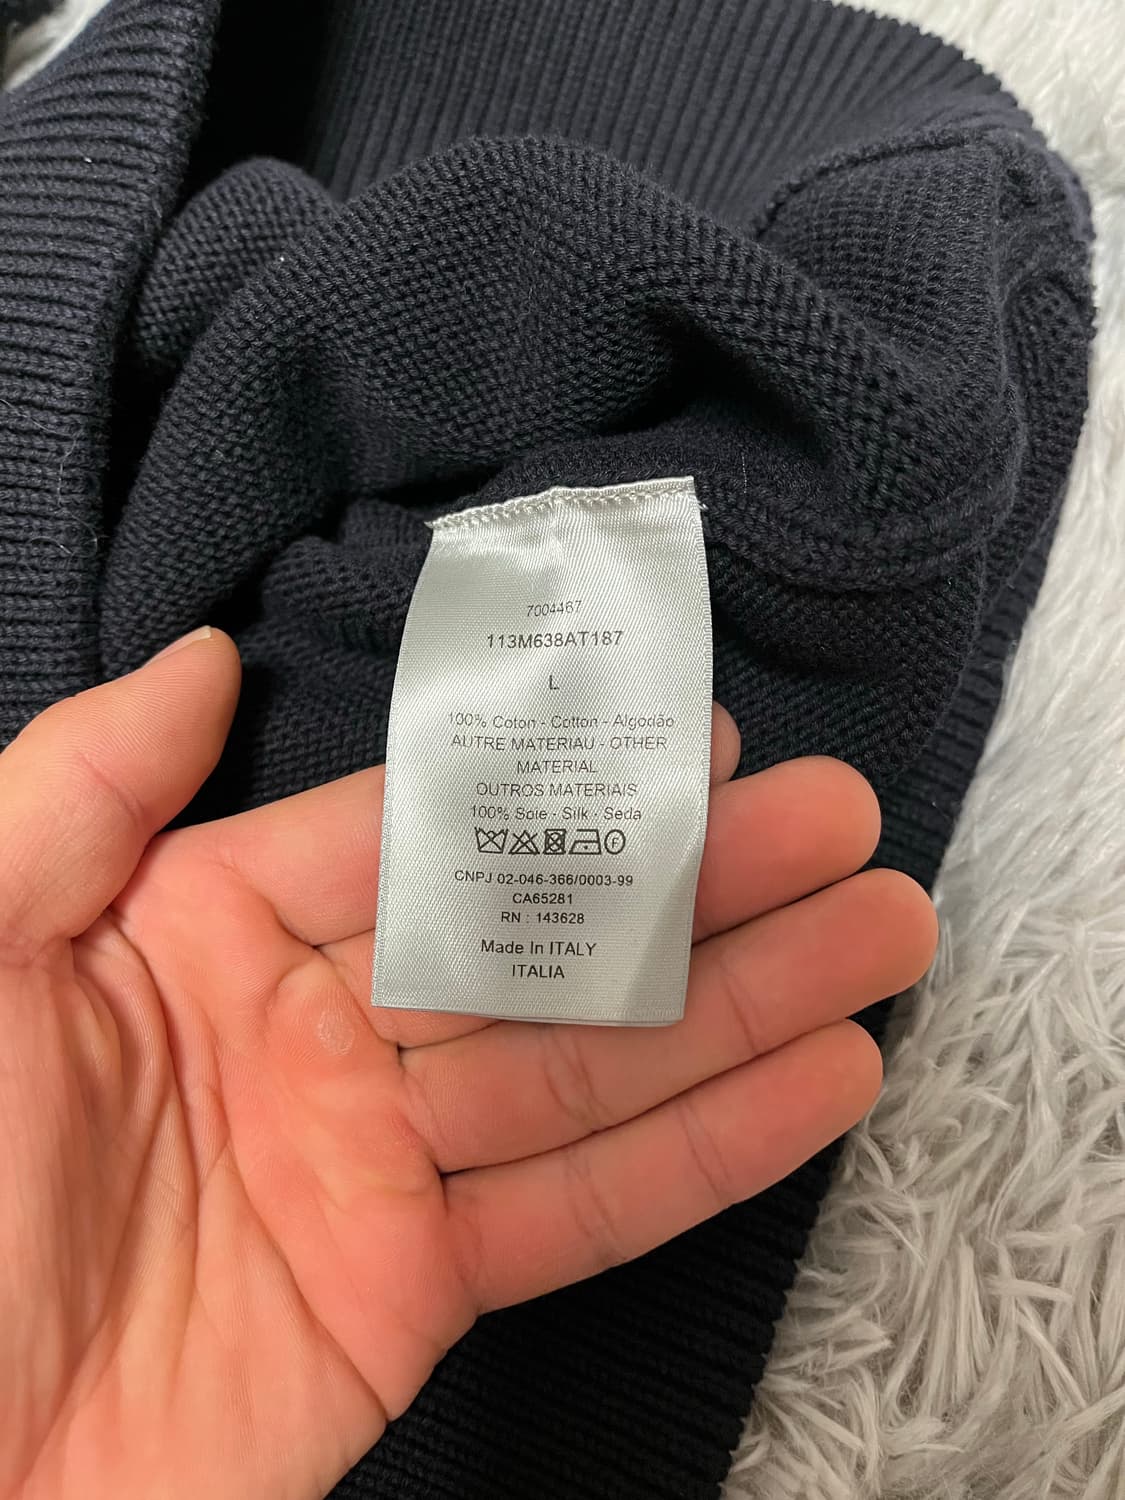 7004467
113M638AT187
L
100% Coton - Cotton - Algodão
AUTRE MATERIAU - OTHER
MATERIAL
OUTROS MATERIAIS
100% Soie - Silk - Seda
F
CNPJ 02-046-366/0003-99
CA65281
RN : 143628
Made In ITALY
ITALIA